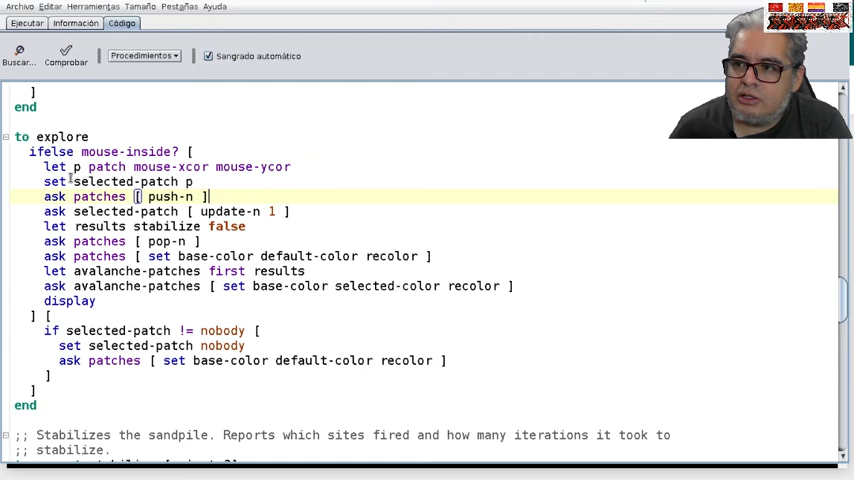 Archivo Editar Herramientas Tamaño Pestañas Ayuda
Ejecutar Información Código
Buscar... Comprobar Procedimientos Sangrado automático
]
end
to explore
ifelse mouse-inside? [
let p patch mouse-xcor mouse-ycor
set selected-patch p
ask patches [ push-n ]
ask selected-patch [ update-n 1 ]
let results stabilize false
ask patches [ pop-n ]
ask patches [ set base-color default-color recolor ]
let avalanche-patches first results
ask avalanche-patches [ set base-color selected-color recolor ]
display
] [
if selected-patch != nobody [
set selected-patch nobody
ask patches [ set base-color default-color recolor ]
]
]
end
;; Stabilizes the sandpile. Reports which sites fired and how many iterations it took to
;; stabilize.